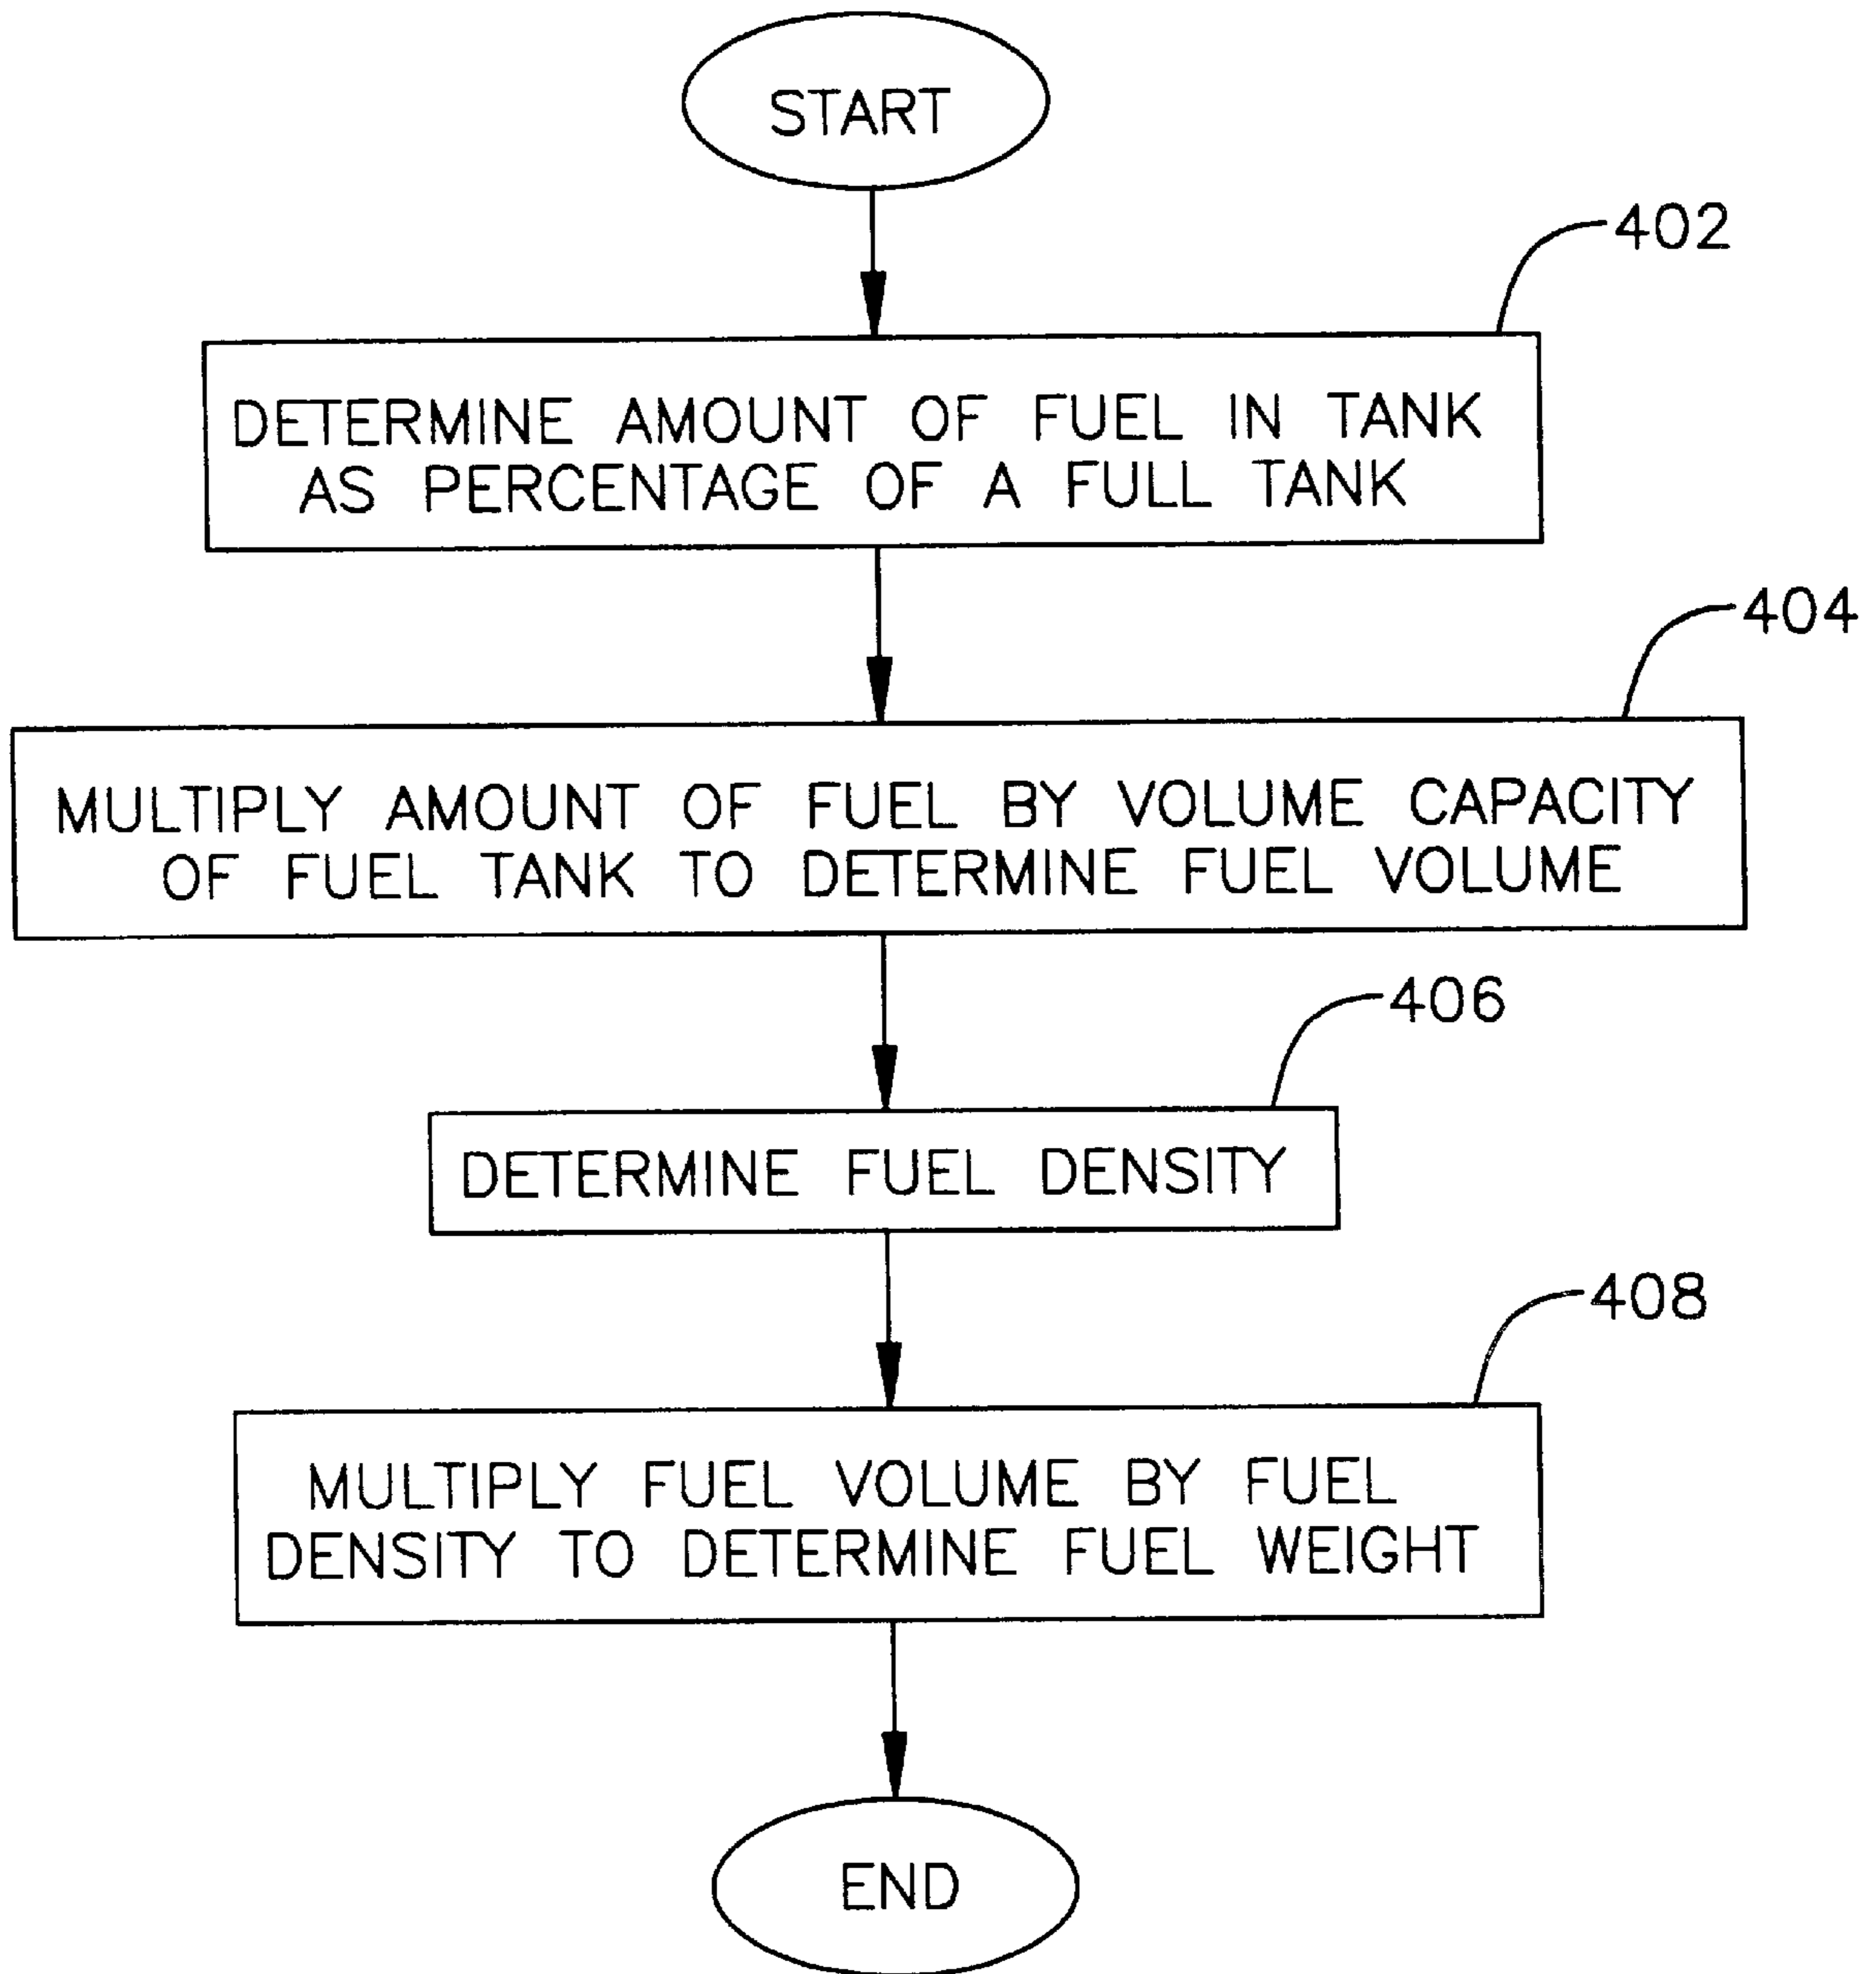 START
402
DETERMINE AMOUNT OF FUEL IN TANK
AS PERCENTAGE OF A FULL TANK
404
MULTIPLY AMOUNT OF FUEL BY VOLUME CAPACITY
OF FUEL TANK TO DETERMINE FUEL VOLUME
406
DETERMINE FUEL DENSITY
408
MULTIPLY FUEL VOLUME BY FUEL
DENSITY TO DETERMINE FUEL WEIGHT
END